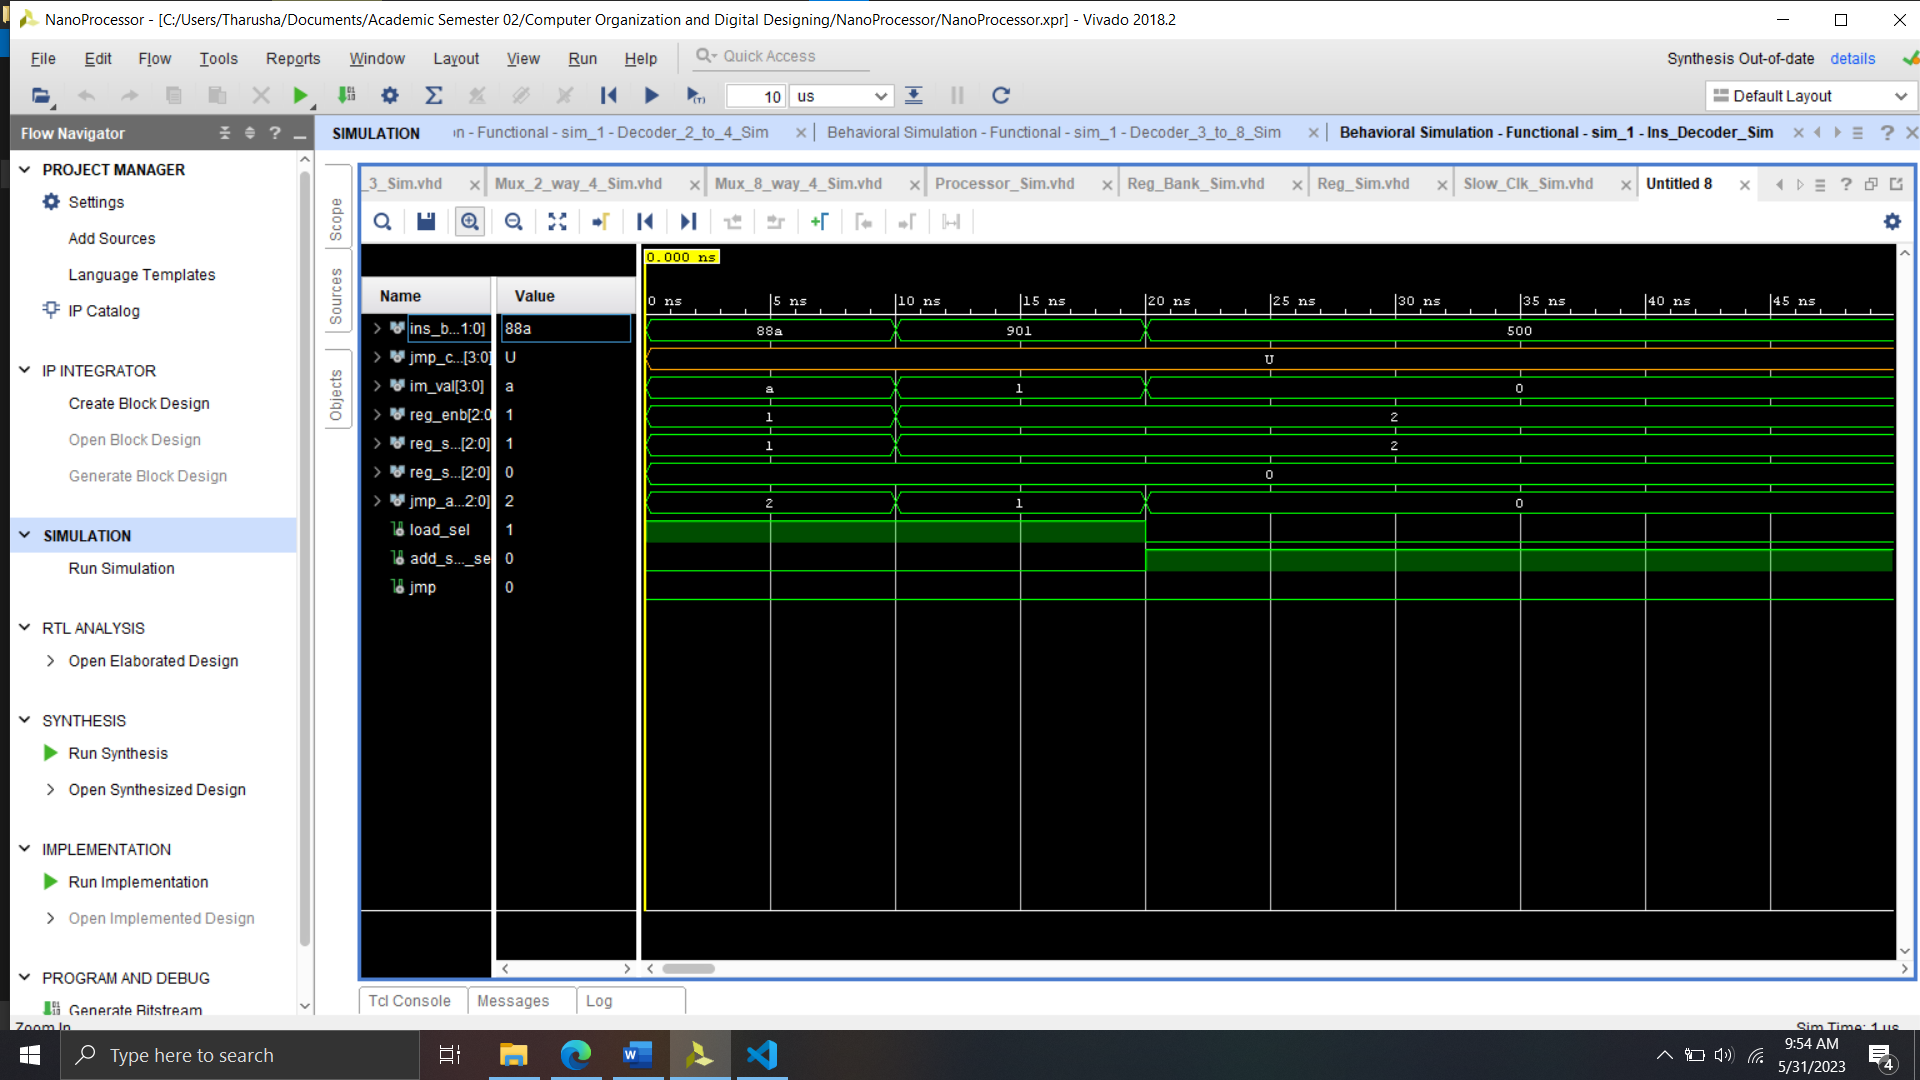 NanoProcessor - [C:/Users/Tharusha/Documents/Academic Semester 02/Computer Organization and Digital Designing/NanoProcessor/NanoProcessor.xpr] - Vivado 2018.2
File Edit Flow Tools Reports Window Layout View Run Help Quick Access
Synthesis Out-of-date details
10 us
Default Layout
Flow Navigator
SIMULATION on - Functional - sim_1 - Decoder_2_to_4_Sim Behavioral Simulation - Functional - sim_1 - Decoder_3_to_8_Sim Behavioral Simulation - Functional - sim_1 - Ins_Decoder_Sim
PROJECT MANAGER
Settings
Add Sources
Language Templates
IP Catalog
IP INTEGRATOR
Create Block Design
Open Block Design
Generate Block Design
SIMULATION
Run Simulation
RTL ANALYSIS
Open Elaborated Design
SYNTHESIS
Run Synthesis
Open Synthesized Design
IMPLEMENTATION
Run Implementation
Open Implemented Design
PROGRAM AND DEBUG
Generate Bitstream
Zoom In
Scope
Sources
Objects
_3_Sim.vhd Mux_2_way_4_Sim.vhd Mux_8_way_4_Sim.vhd Processor_Sim.vhd Reg_Bank_Sim.vhd Reg_Sim.vhd Slow_Clk_Sim.vhd Untitled 8
0.000 ns
Name Value
0 ns 5 ns 10 ns 15 ns 20 ns 25 ns 30 ns 35 ns 40 ns 45 ns
ins_b...1:0] 88a 88a 901 500
jmp_c...[3:0] U U
im_val[3:0] a a 1 0
reg_enb[2:0 1 1 2
reg_s...[2:0] 1 1 2
reg_s...[2:0] 0 0
jmp_a...2:0] 2 2 1 0
load_sel 1
add_s..._se 0
jmp 0
Tcl Console Messages Log
Sim Time: 1 us
Type here to search
9:54 AM
5/31/2023
4